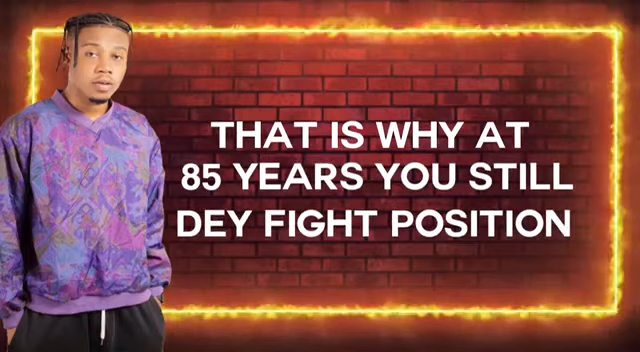 THAT IS WHY AT
85 YEARS YOU STILL
DEY FIGHT POSITION